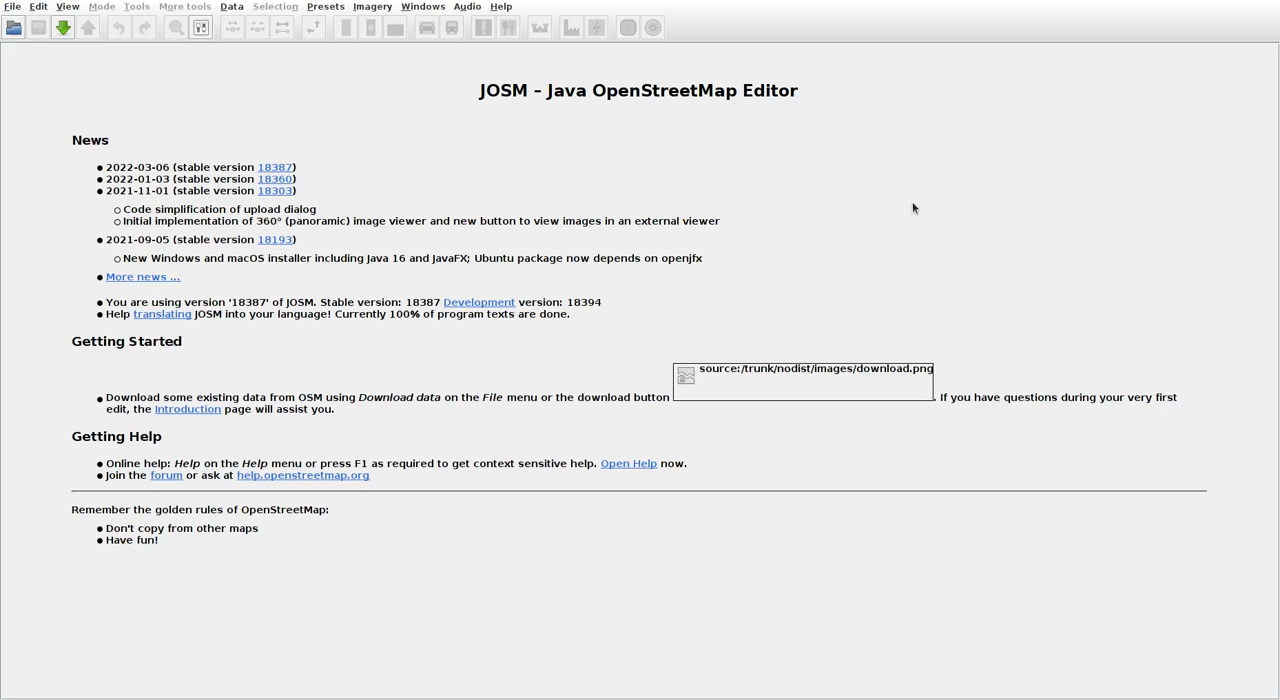 File Edit View Mode Tools More tools Data Selection Presets Imagery Windows Audio Help
JOSM – Java OpenStreetMap Editor
News
2022-03-06 (stable version 18387)
2022-01-03 (stable version 18360)
2021-11-01 (stable version 18303)
Code simplification of upload dialog
Initial implementation of 360° (panoramic) image viewer and new button to view images in an external viewer
2021-09-05 (stable version 18193)
New Windows and macOS installer including Java 16 and JavaFX; Ubuntu package now depends on openjfx
More news ...
You are using version '18387' of JOSM. Stable version: 18387 Development version: 18394
Help translating JOSM into your language! Currently 100% of program texts are done.
Getting Started
source:/trunk/nodist/images/download.png
Download some existing data from OSM using Download data on the File menu or the download button . If you have questions during your very first
edit, the Introduction page will assist you.
Getting Help
Online help: Help on the Help menu or press F1 as required to get context sensitive help. Open Help now.
Join the forum or ask at help.openstreetmap.org
Remember the golden rules of OpenStreetMap:
Don't copy from other maps
Have fun!